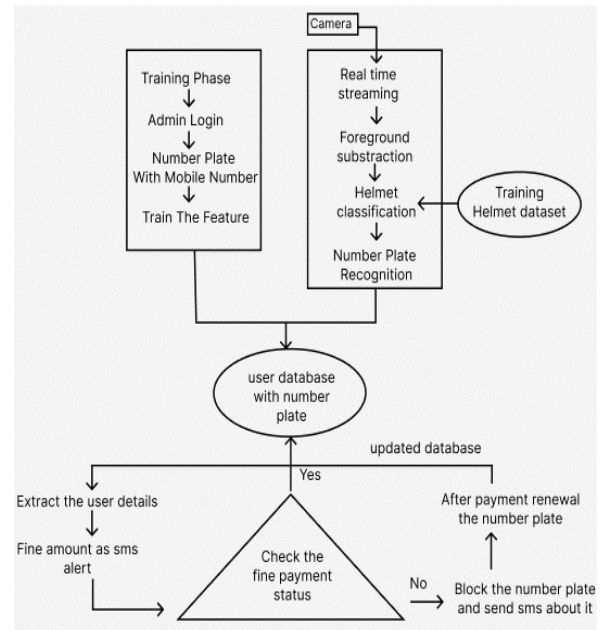 Camera
Training Phase
Admin Login
Number Plate
With Mobile Number
Train The Feature
Real time
streaming
Foreground
substraction
Helmet
classification
Number Plate
Recognition
Training
Helmet dataset
user database
with number
plate
updated database
Yes
Extract the user details
Fine amount as sms
alert
Check the
fine payment
status
No
After payment renewal
the number plate
Block the number plate
and send sms about it